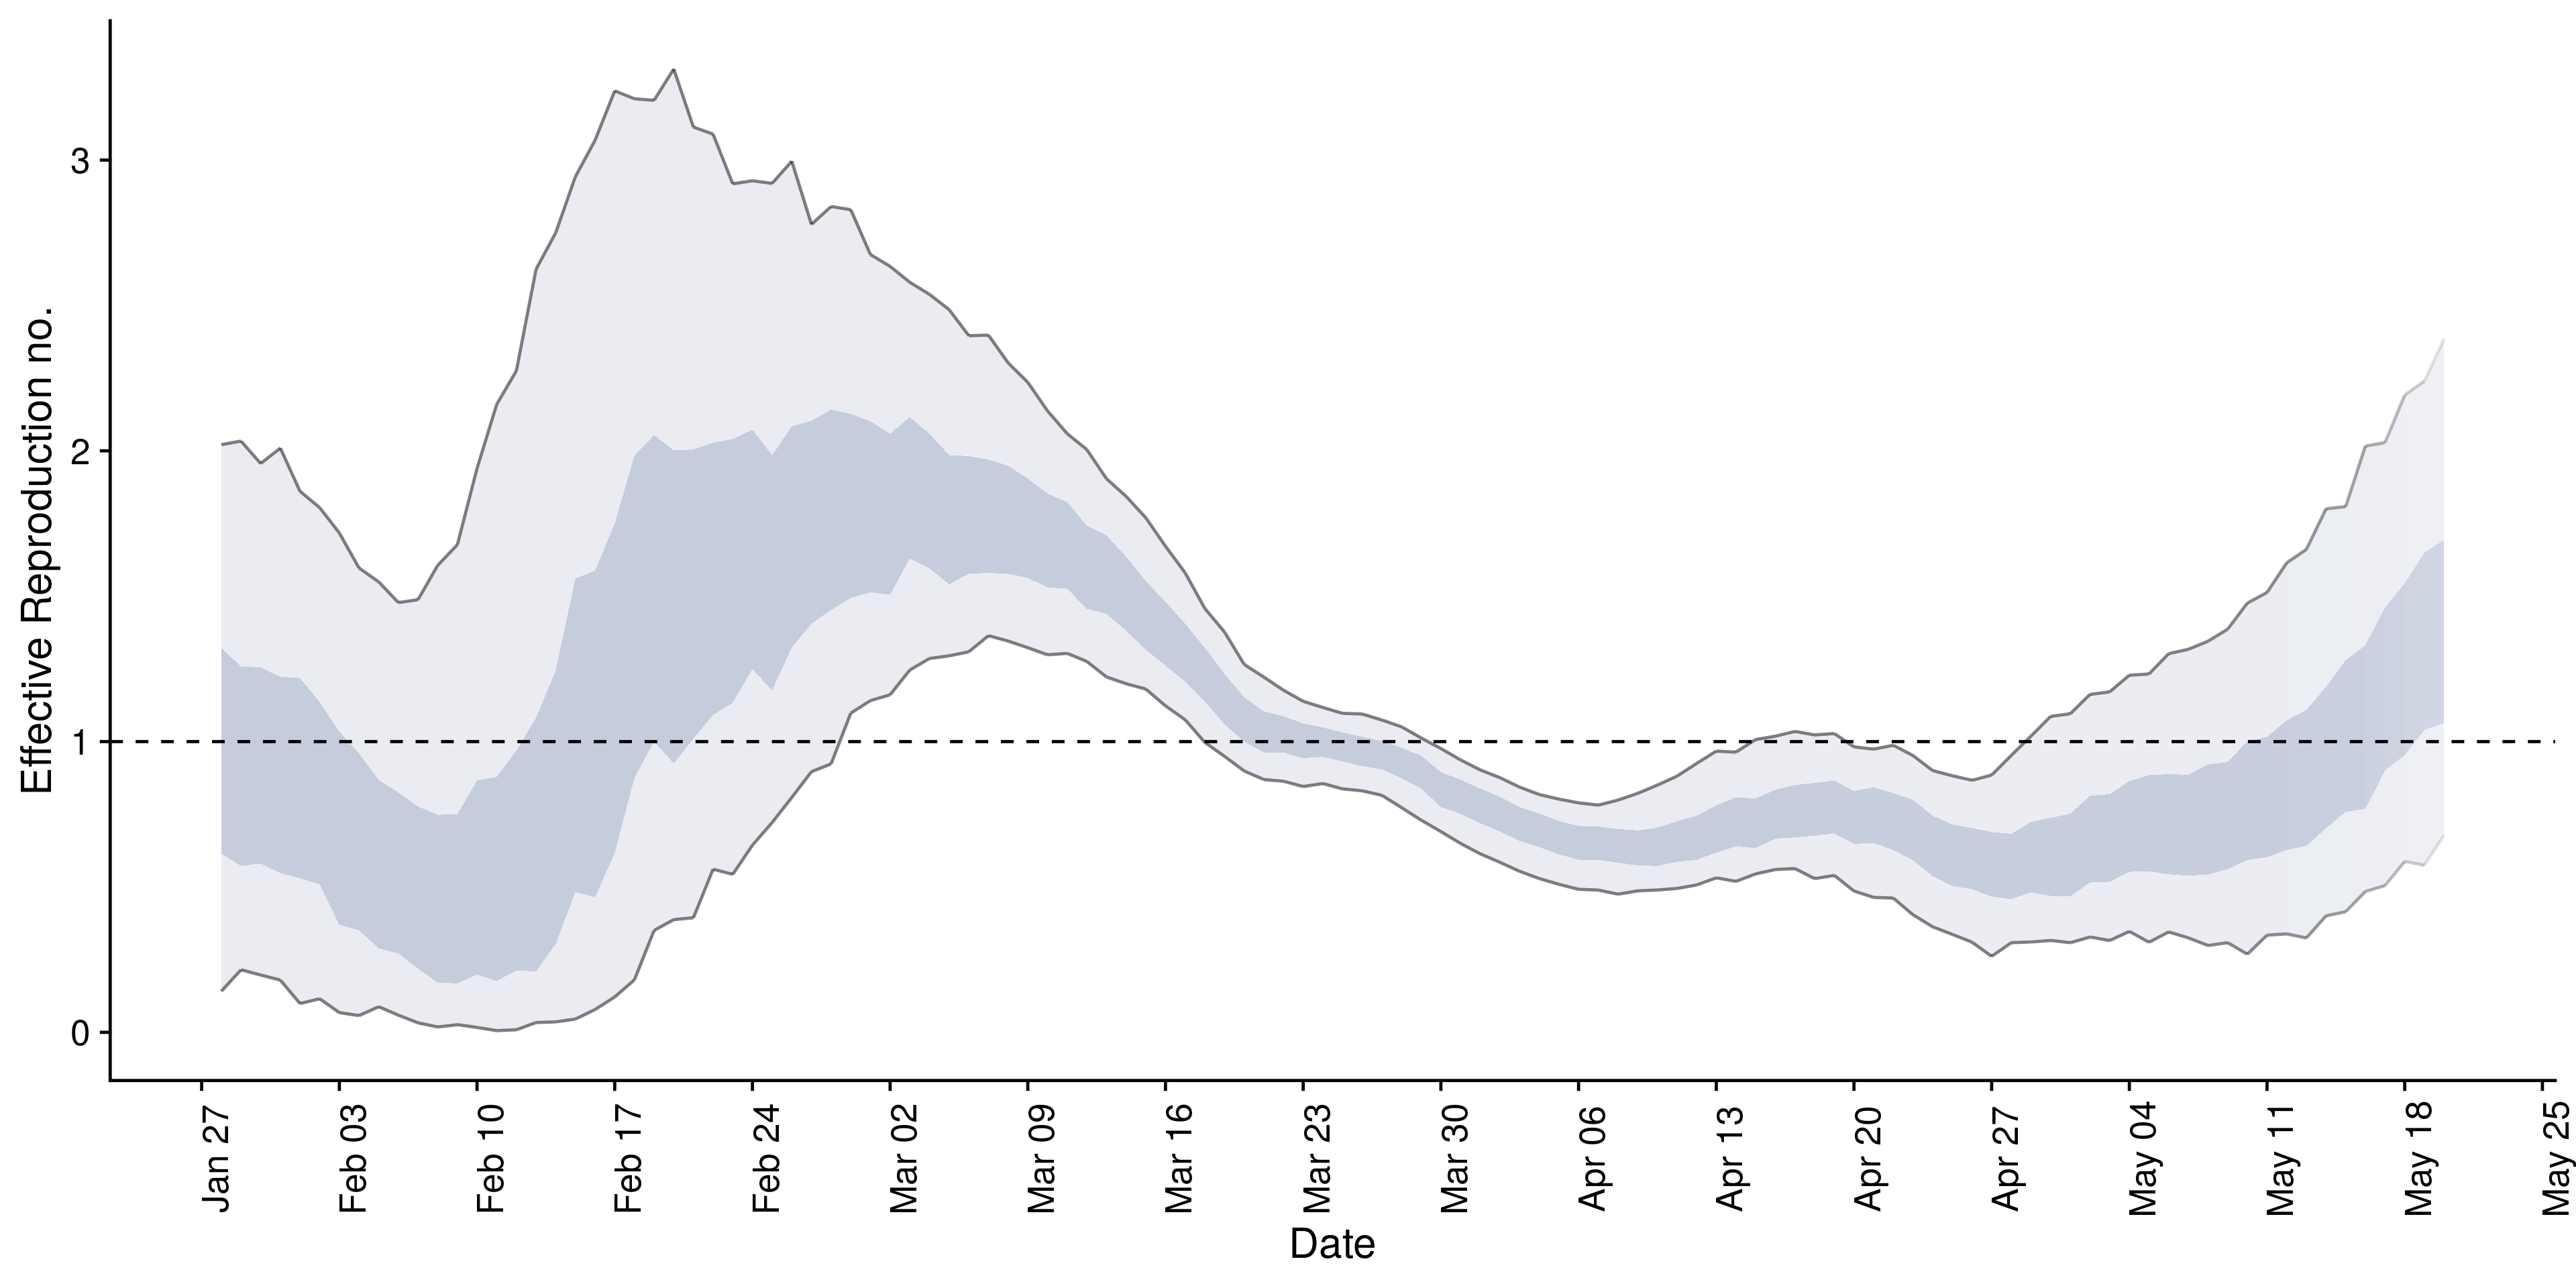 Effective Reproduction no.
3
2
1
0
Jan 27
Feb 03
Feb 10
Feb 17
Feb 24
Mar 02
Mar 09
Mar 16
Mar 23
Mar 30
Apr 06
Apr 13
Apr 20
Apr 27
May 04
May 11
May 18
May 25
Date